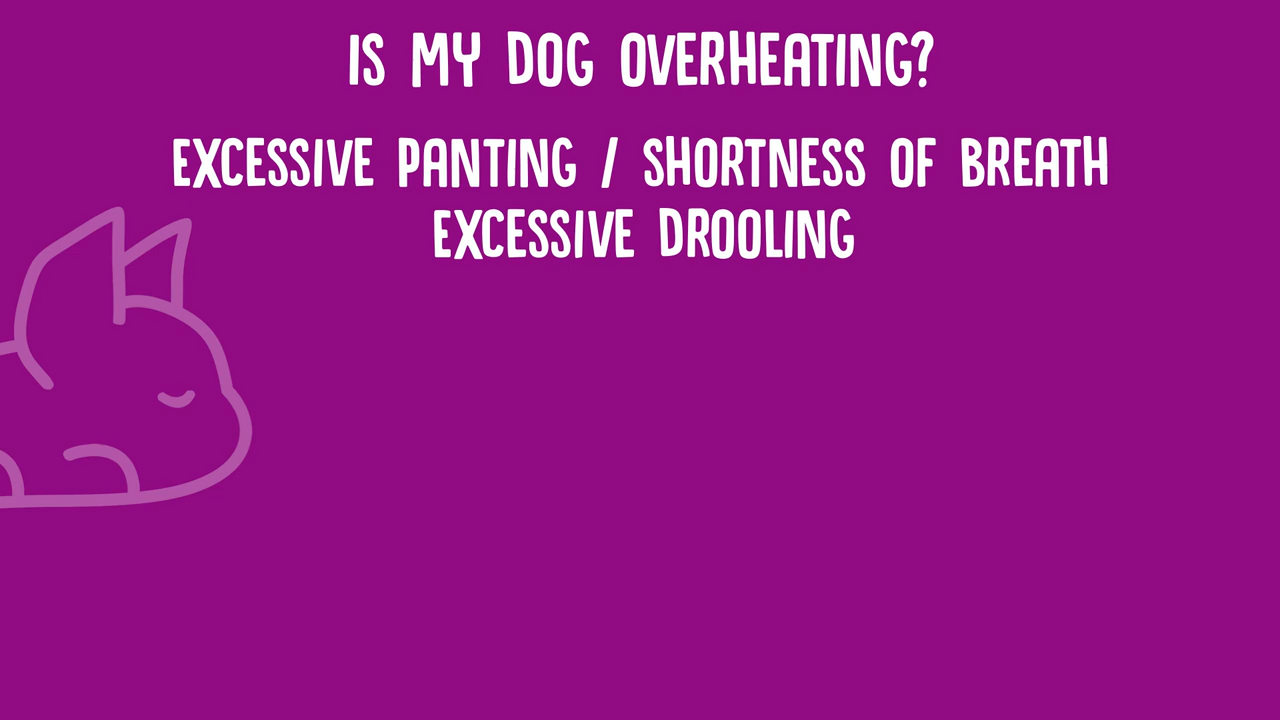 IS MY DOG OVERHEATING?
EXCESSIVE PANTING / SHORTNESS OF BREATH
EXCESSIVE DROOLING